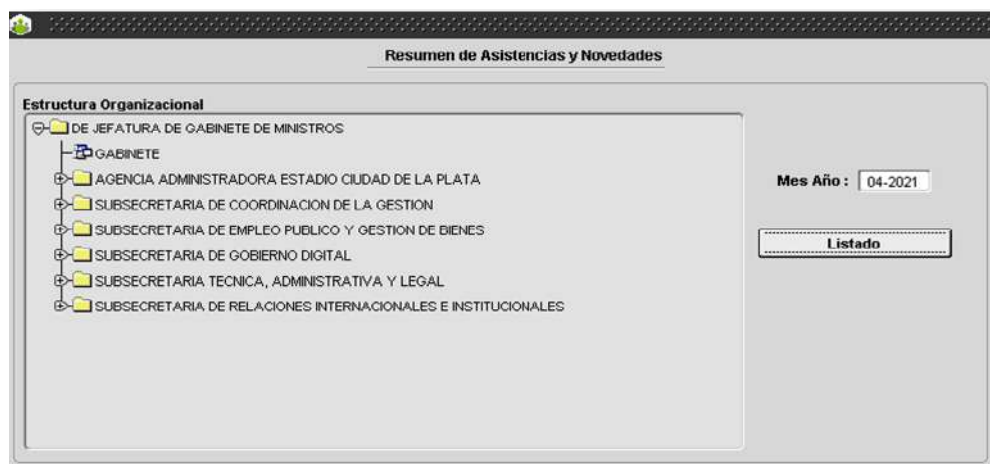 Resumen de Asistencias y Novedades
Estructura Organizacional
DE JEFATURA DE GABINETE DE MINISTROS
GABINETE
AGENCIA ADMINISTRADORA ESTADIO CIUDAD DE LA PLATA
SUBSECRETARIA DE COORDINACION DE LA GESTION
SUBSECRETARIA DE EMPLEO PUBLICO Y GESTION DE BIENES
SUBSECRETARIA DE GOBIERNO DIGITAL
SUBSECRETARIA TECNICA, ADMINISTRATIVA Y LEGAL
SUBSECRETARIA DE RELACIONES INTERNACIONALES E INSTITUCIONALES
Mes Año : 04-2021
Listado